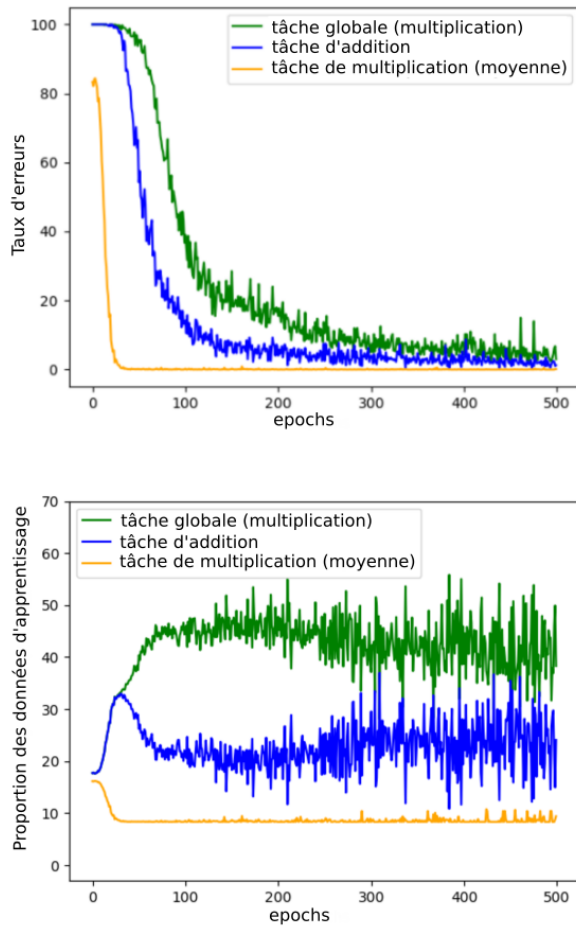 tâche globale (multiplication)
tâche d'addition
tâche de multiplication (moyenne)
Taux d'erreurs
100
80
60
40
20
0
0 100 200 300 400 500
epochs
tâche globale (multiplication)
tâche d'addition
tâche de multiplication (moyenne)
Proportion des données d'apprentissage
70
60
50
40
30
20
10
0
0 100 200 300 400 500
epochs